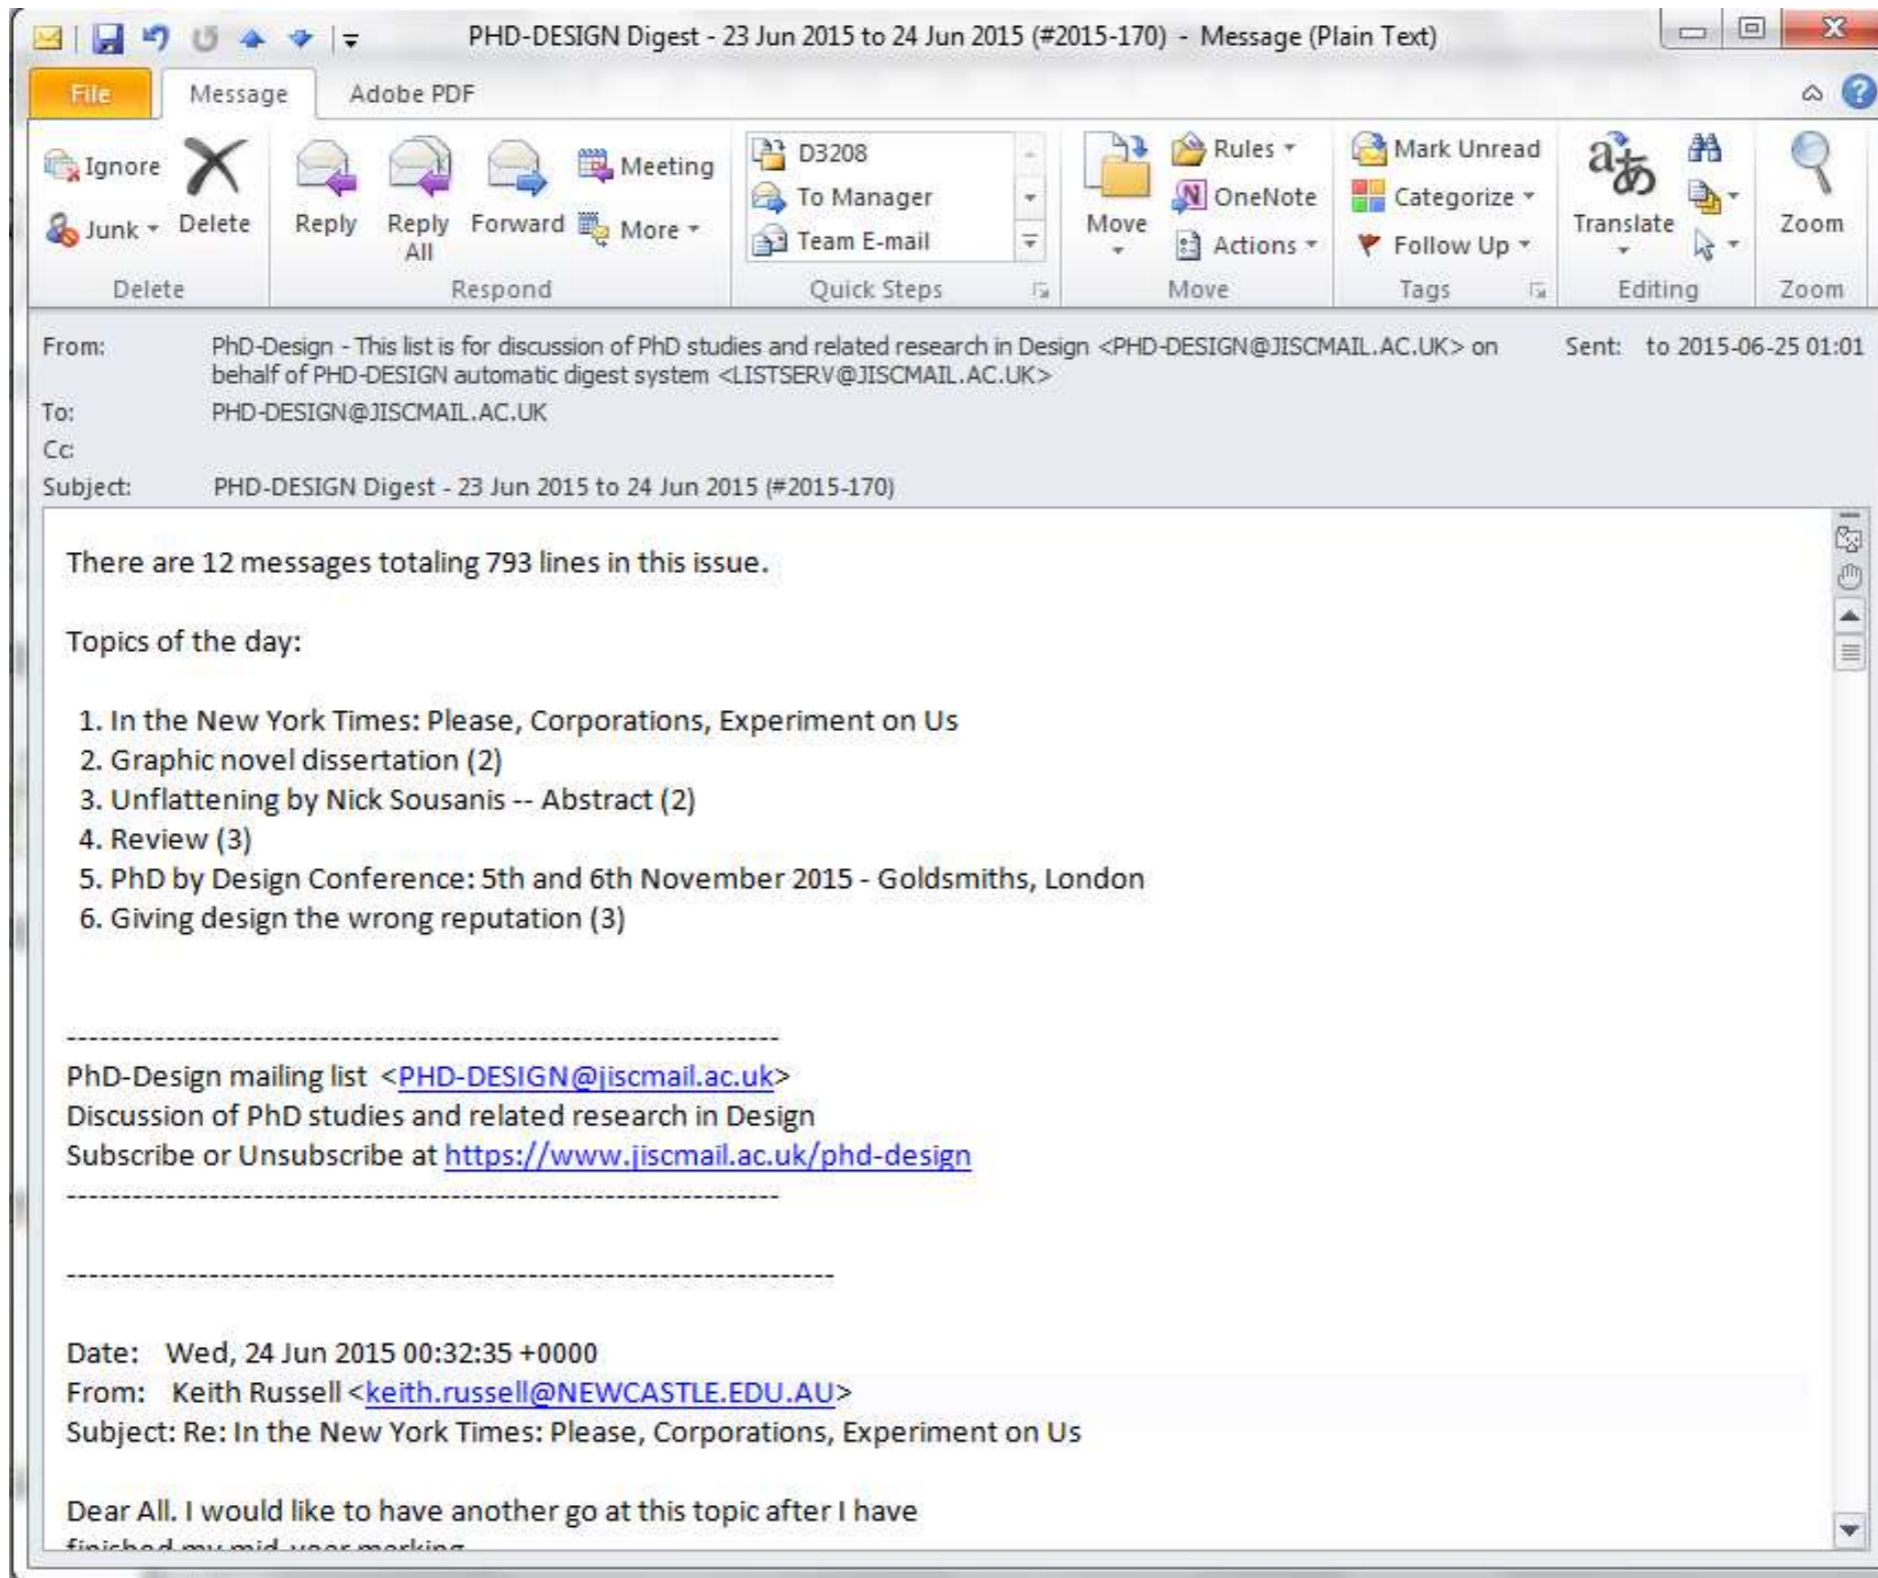 PHD-DESIGN Digest - 23 Jun 2015 to 24 Jun 2015 (#2015-170) - Message (Plain Text)
File Message Adobe PDF
Ignore
Junk
Delete
Reply
Reply All
Forward
Meeting
More
D3208
To Manager
Team E-mail
Move
Rules
OneNote
Actions
Mark Unread
Categorize
Follow Up
Translate
Zoom
Delete Respond Quick Steps Move Tags Editing Zoom
From: PhD-Design - This list is for discussion of PhD studies and related research in Design <PHD-DESIGN@JISCMAIL.AC.UK> on Sent: to 2015-06-25 01:01
behalf of PHD-DESIGN automatic digest system <LISTSERV@JISCMAIL.AC.UK>
To: PHD-DESIGN@JISCMAIL.AC.UK
Cc:
Subject: PHD-DESIGN Digest - 23 Jun 2015 to 24 Jun 2015 (#2015-170)
There are 12 messages totaling 793 lines in this issue.
Topics of the day:
1. In the New York Times: Please, Corporations, Experiment on Us
2. Graphic novel dissertation (2)
3. Unflattening by Nick Sousanis -- Abstract (2)
4. Review (3)
5. PhD by Design Conference: 5th and 6th November 2015 - Goldsmiths, London
6. Giving design the wrong reputation (3)
-----------------------------------------------------------------
PhD-Design mailing list <PHD-DESIGN@jiscmail.ac.uk>
Discussion of PhD studies and related research in Design
Subscribe or Unsubscribe at https://www.jiscmail.ac.uk/phd-design
-----------------------------------------------------------------
----------------------------------------------------------------------
Date: Wed, 24 Jun 2015 00:32:35 +0000
From: Keith Russell <keith.russell@NEWCASTLE.EDU.AU>
Subject: Re: In the New York Times: Please, Corporations, Experiment on Us
Dear All. I would like to have another go at this topic after I have
finished my mid-year marking